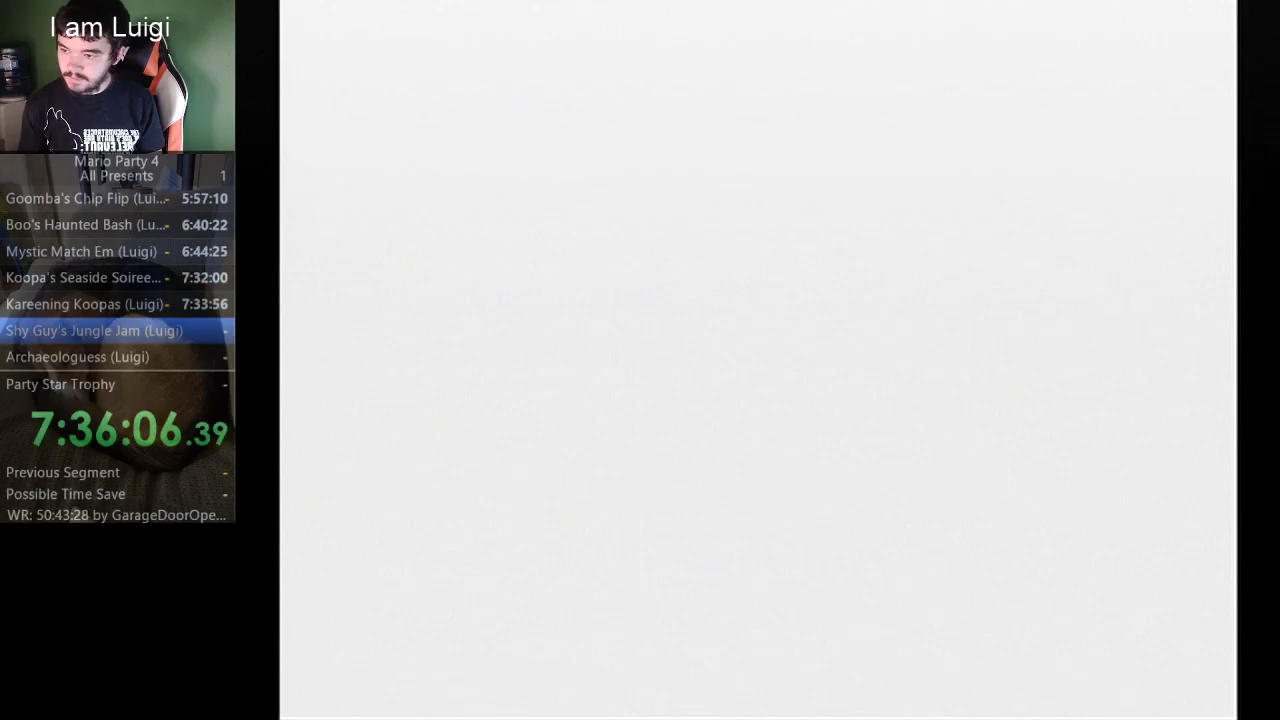 I am Luigi
RELEVANT:
Mario Party 4
All Presents 1
Goomba's Chip Flip (Lui... - 5:57:10
Boo's Haunted Bash (Lu... - 6:40:22
Mystic Match Em (Luigi) - 6:44:25
Koopa's Seaside Soiree... - 7:32:00
Kareening Koopas (Luigi) - 7:33:56
Shy Guy's Jungle Jam (Luigi) -
Archaeologuess (Luigi) -
Party Star Trophy -
7:36:06.39
Previous Segment -
Possible Time Save -
WR: 50:43:28 by GarageDoorOpe...